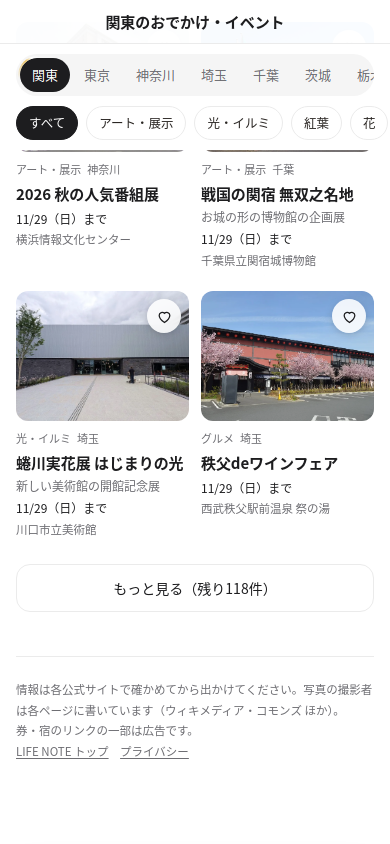 関東のおでかけ・イベント
関東 東京 神奈川 埼玉 千葉 茨城
すべて アート・展示 光・イルミ 紅葉 花
アート・展示 神奈川
2026 秋の人気番組展
11/29（日）まで
横浜情報文化センター
アート・展示 千葉
戦国の関宿 無双之名地
お城の形の博物館の企画展
11/29（日）まで
千葉県立関宿城博物館
光・イルミ 埼玉
蜷川実花展 はじまりの光
新しい美術館の開館記念展
11/29（日）まで
川口市立美術館
グルメ 埼玉
秩父deワインフェア
11/29（日）まで
西武秩父駅前温泉 祭の湯
もっと見る（残り118件）
情報は各公式サイトで確かめてから出かけてください。写真の撮影者
は各ページに書いています（ウィキメディア・コモンズ ほか）。
券・宿のリンクの一部は広告です。
LIFE NOTE トップ プライバシー